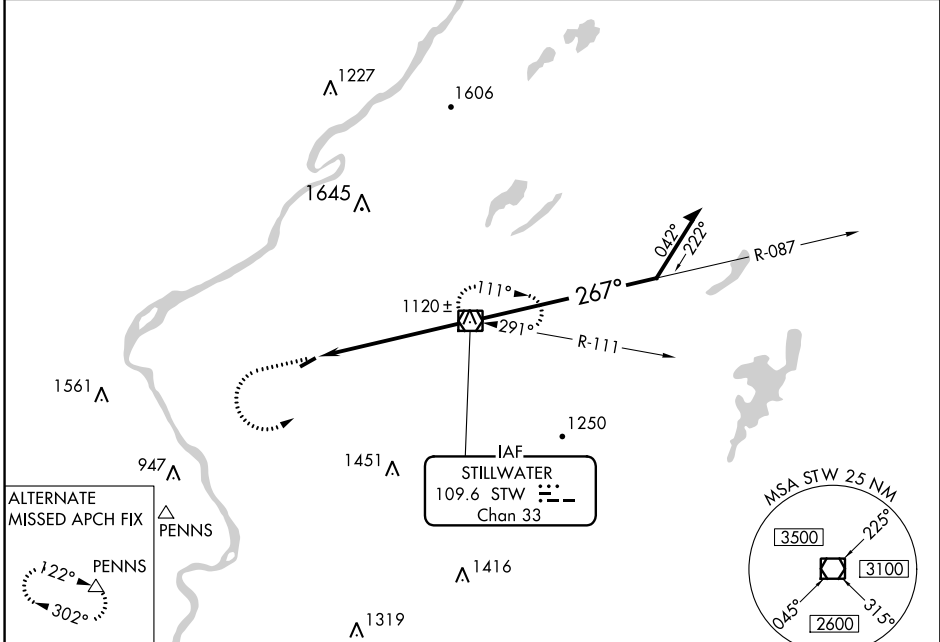 1227
1606
1645
042°
222°
R-087
111°
267°
1120 ±
291°
R-111
1561
1250
947
1451
IAF
STILLWATER
109.6 STW
Chan 33
MSA STW 25 NM
ALTERNATE
MISSED APCH FIX
PENNS
PENNS
122°
302°
3500
225°
3100
045°
315°
2600
1416
1319